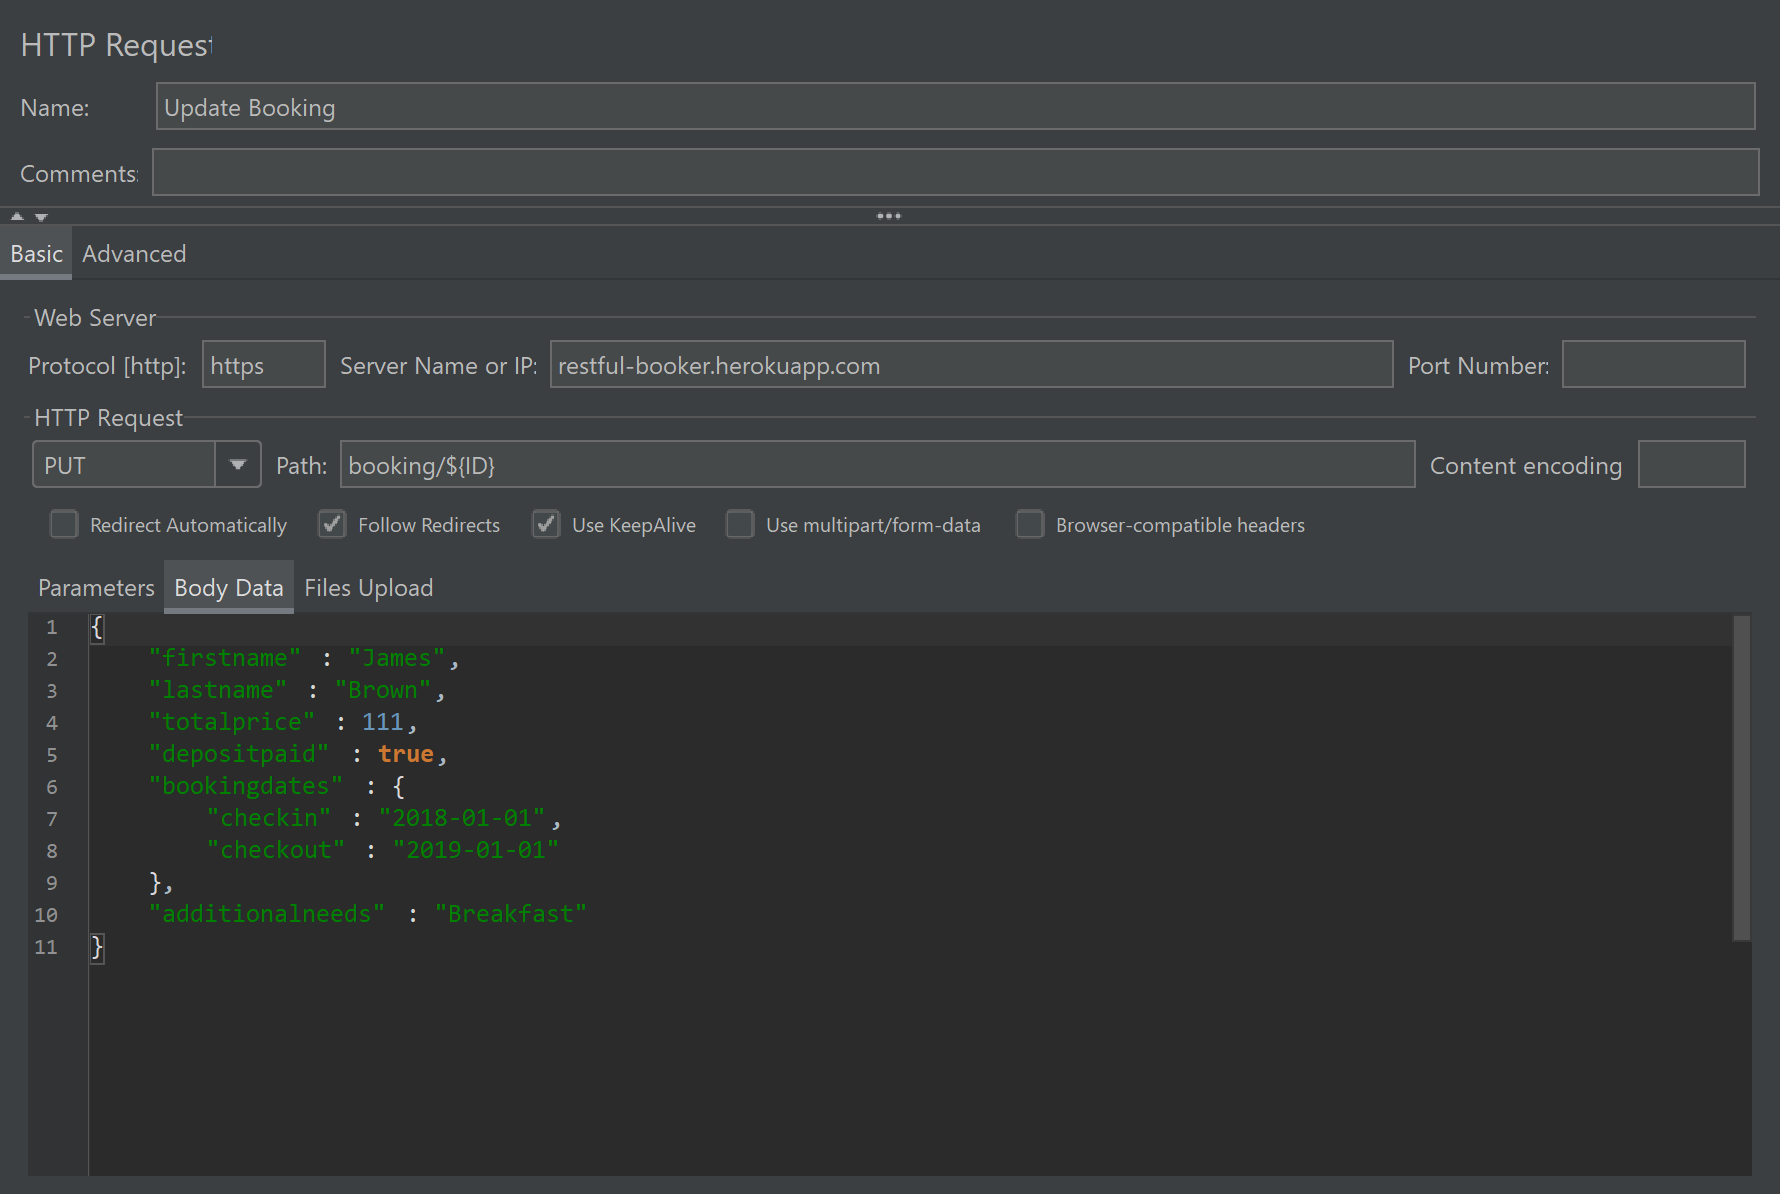 HTTP Request
Name: Update Booking
Comments:
Basic Advanced
Web Server
Protocol [http]: https Server Name or IP: restful-booker.herokuapp.com Port Number:
HTTP Request
PUT Path: booking/${ID} Content encoding
Redirect Automatically Follow Redirects Use KeepAlive Use multipart/form-data Browser-compatible headers
Parameters Body Data Files Upload
1 {
2 "firstname" : "James",
3 "lastname" : "Brown",
4 "totalprice" : 111,
5 "depositpaid" : true,
6 "bookingdates" : {
7 "checkin" : "2018-01-01",
8 "checkout" : "2019-01-01"
9 },
10 "additionalneeds" : "Breakfast"
11 }